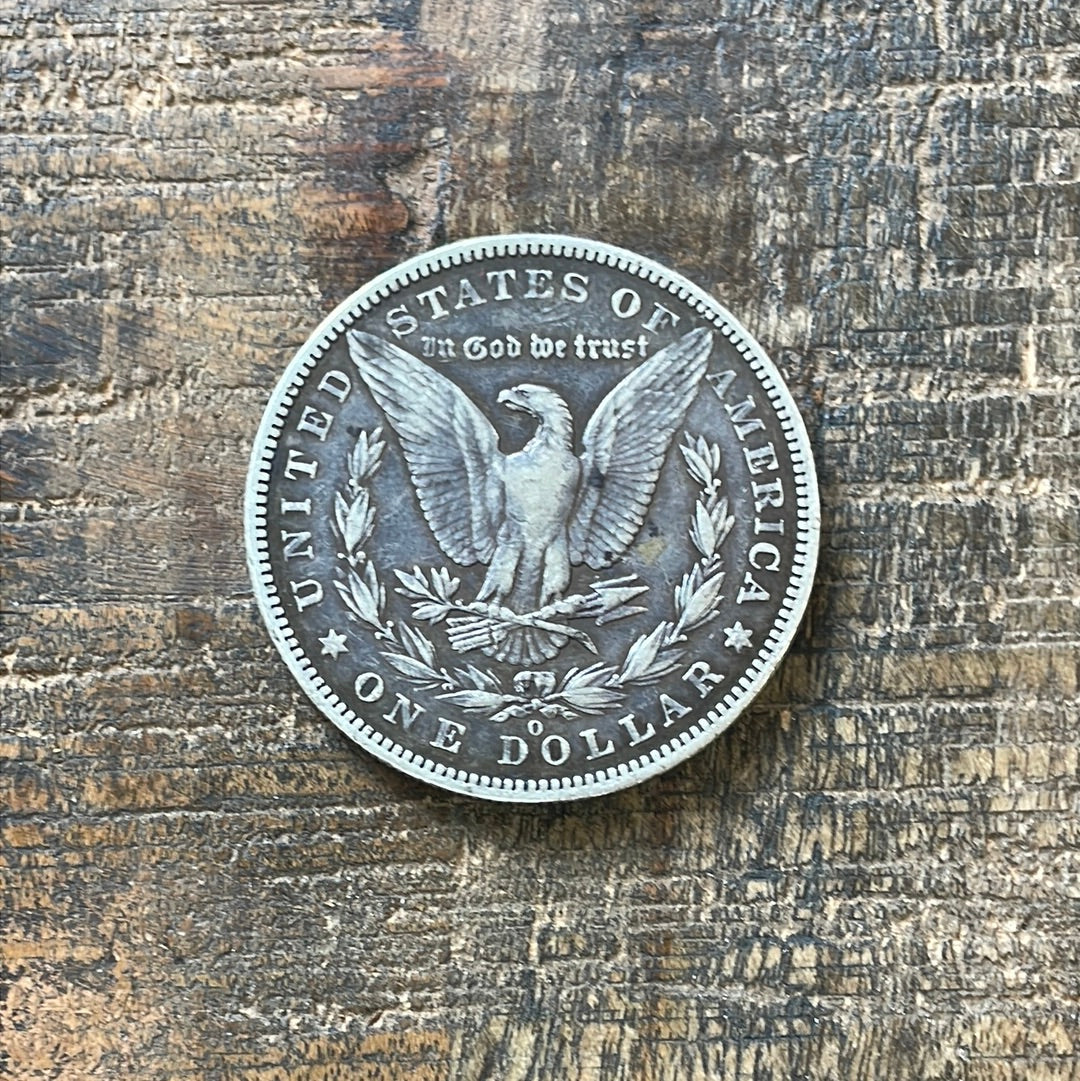 UNITED STATES OF AMERICA
In God we trust
O
ONE DOLLAR